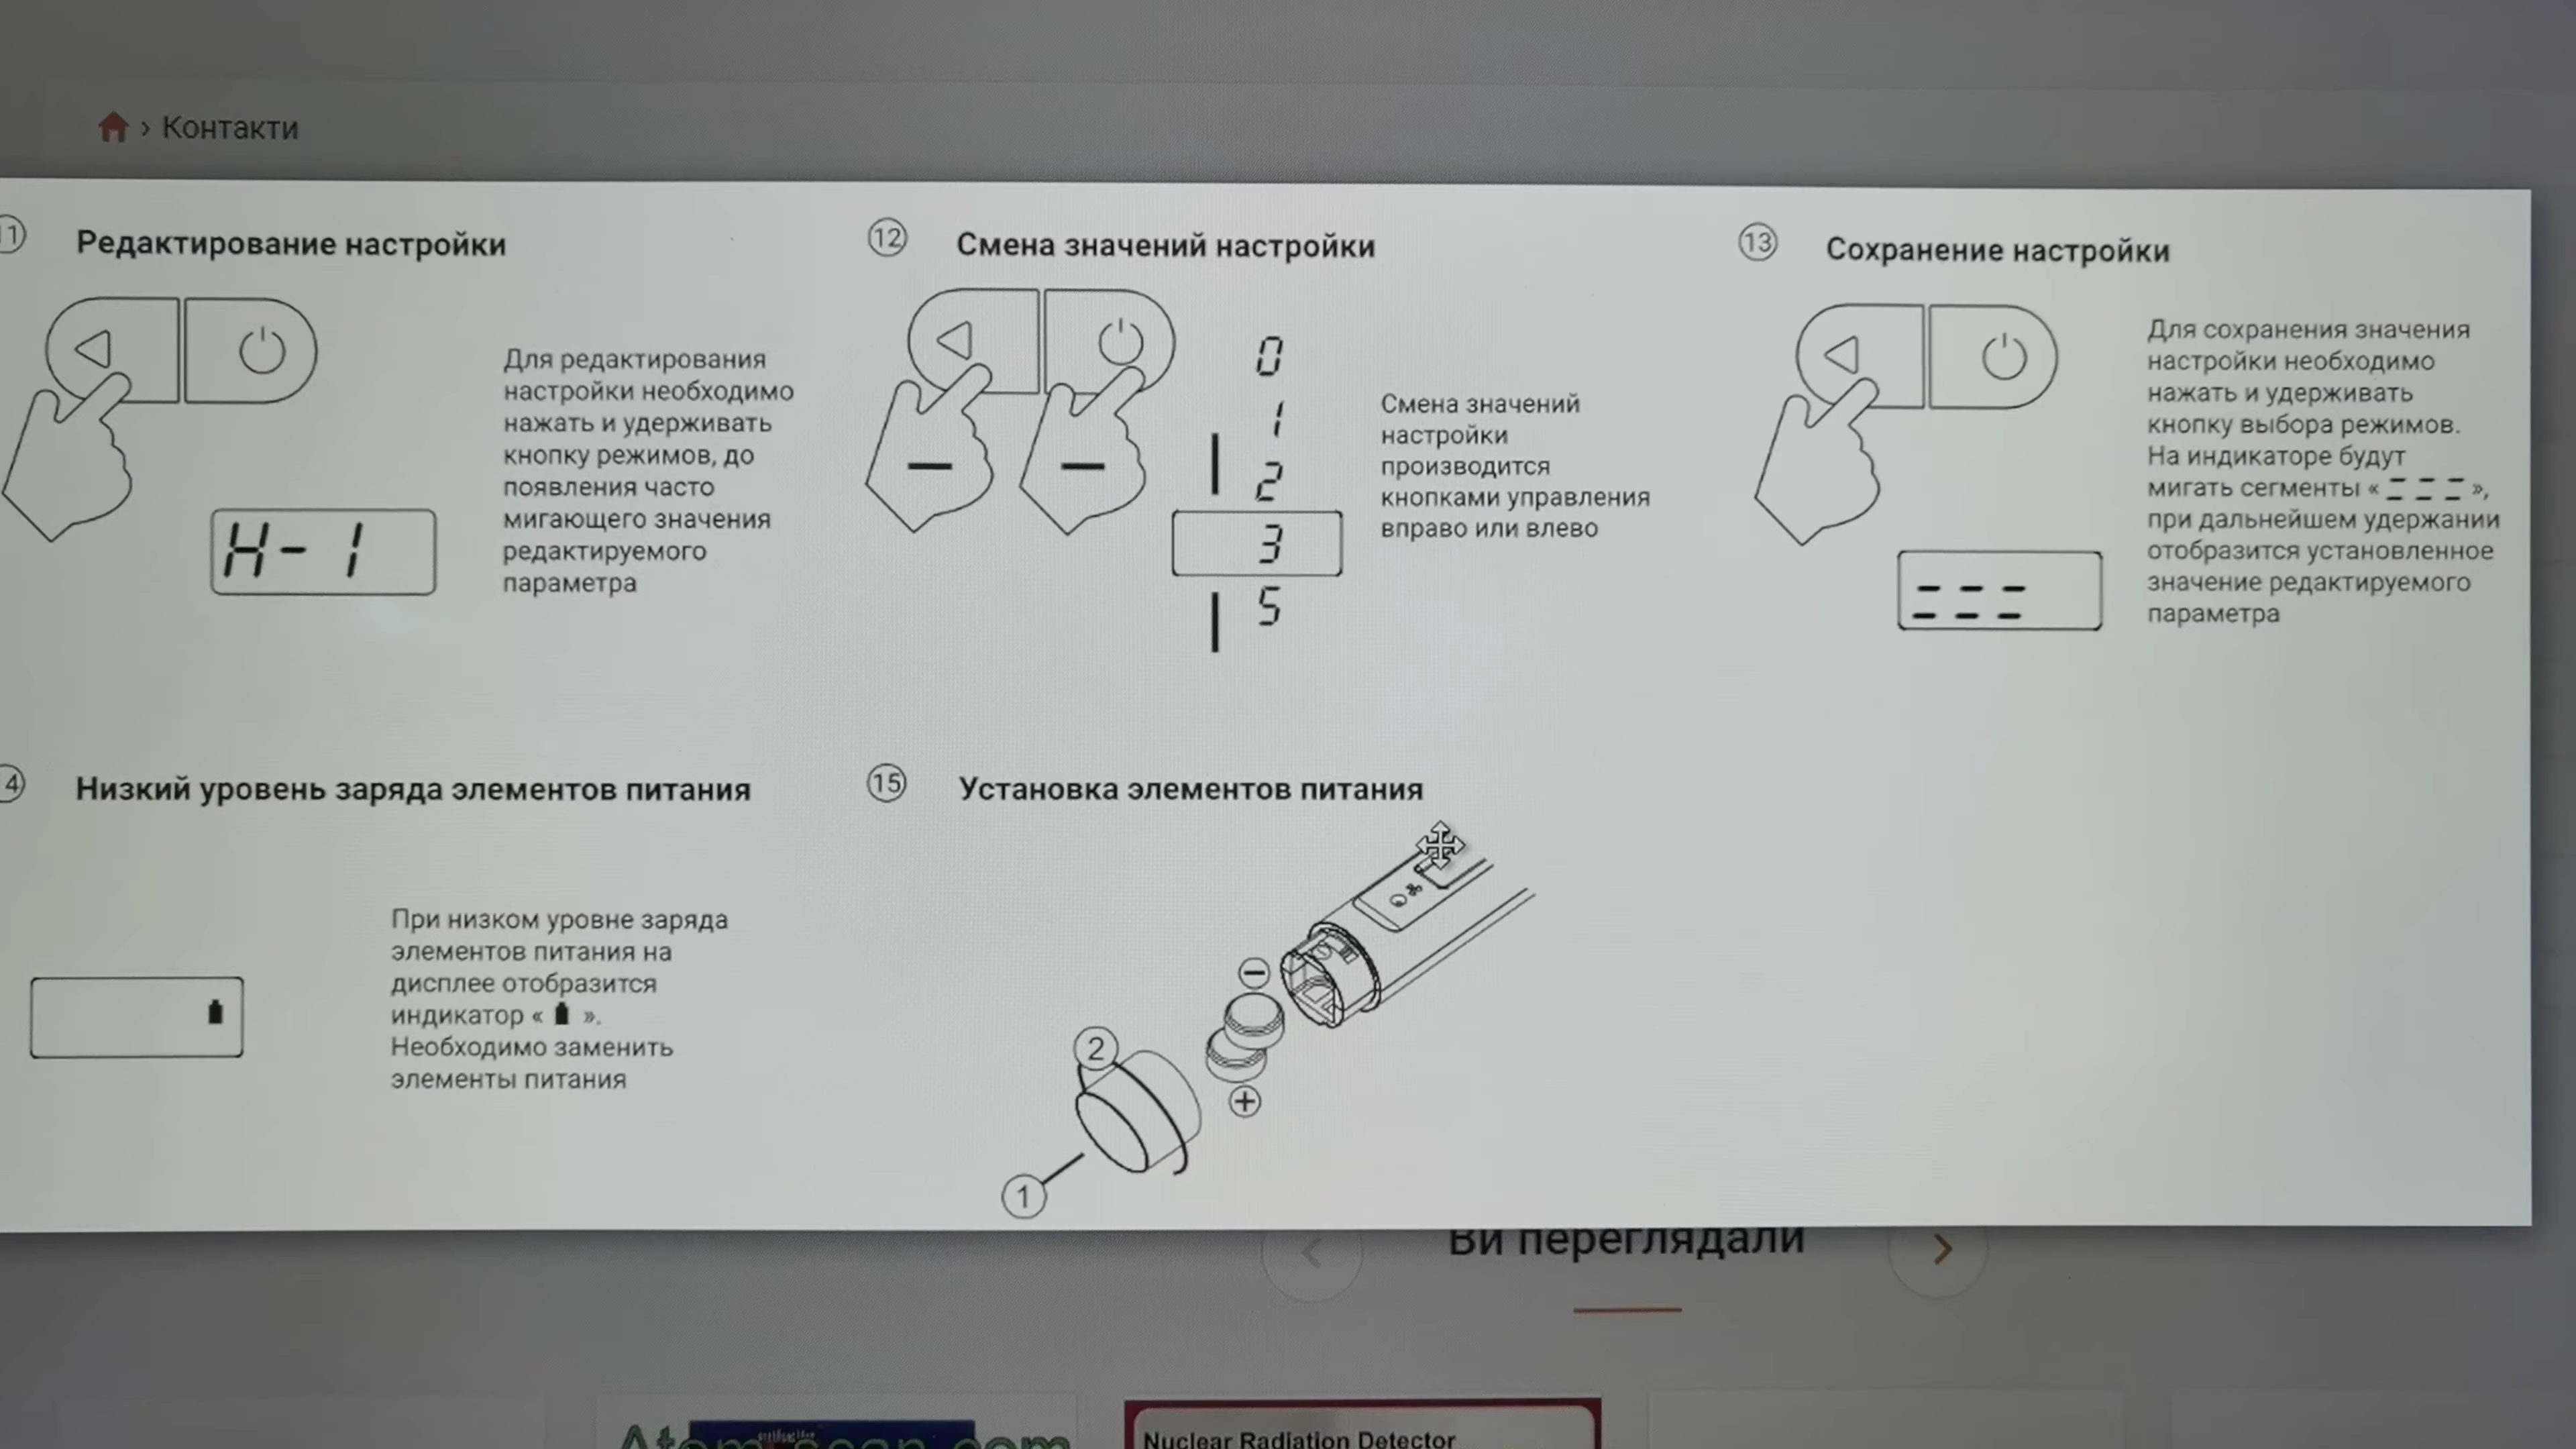 › Контакти
11 Редактирование настройки
Для редактирования
настройки необходимо
нажать и удерживать
кнопку режимов, до
появления часто
мигающего значения
редактируемого
параметра
H- 1
12 Смена значений настройки
0
1
2
3
5
Смена значений
настройки
производится
кнопками управления
вправо или влево
13 Сохранение настройки
Для сохранения значения
настройки необходимо
нажать и удерживать
кнопку выбора режимов.
На индикаторе будут
мигать сегменты « »,
при дальнейшем удержании
отобразится установленное
значение редактируемого
параметра
4 Низкий уровень заряда элементов питания
При низком уровне заряда
элементов питания на
дисплее отобразится
индикатор « ».
Необходимо заменить
элементы питания
15 Установка элементов питания
−
+
2
1
Ви переглядали
Nuclear Radiation Detector